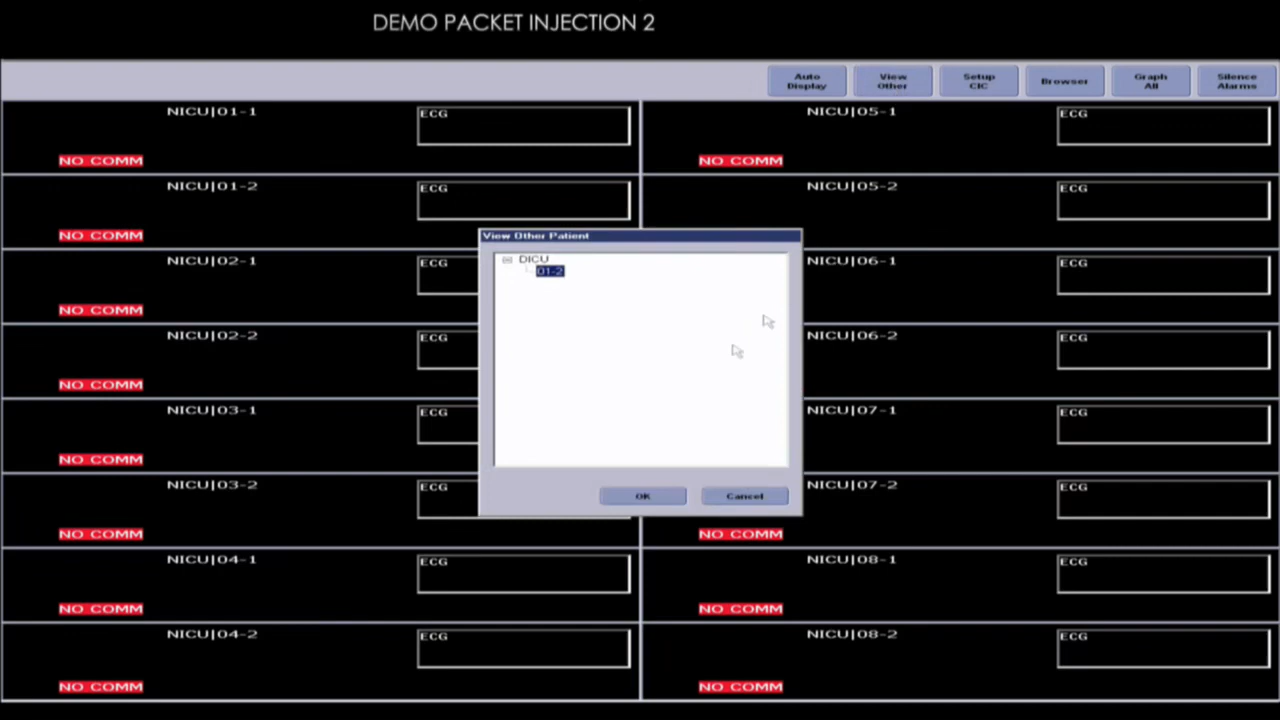 DEMO PACKET INJECTION 2
Auto Display
View Other
Setup CIC
Browser
Graph All
Silence Alarms
NICU|01-1
ECG
NO COMM
NICU|05-1
ECG
NO COMM
NICU|01-2
ECG
NO COMM
NICU|05-2
ECG
View Other Patient
DICU
01-2
OK
Cancel
NICU|02-1
ECG
NO COMM
NICU|06-1
ECG
NICU|02-2
ECG
NO COMM
NICU|06-2
ECG
NICU|03-1
ECG
NO COMM
NICU|07-1
ECG
NICU|03-2
ECG
NO COMM
NICU|07-2
ECG
NO COMM
NICU|04-1
ECG
NO COMM
NICU|08-1
ECG
NO COMM
NICU|04-2
ECG
NO COMM
NICU|08-2
ECG
NO COMM